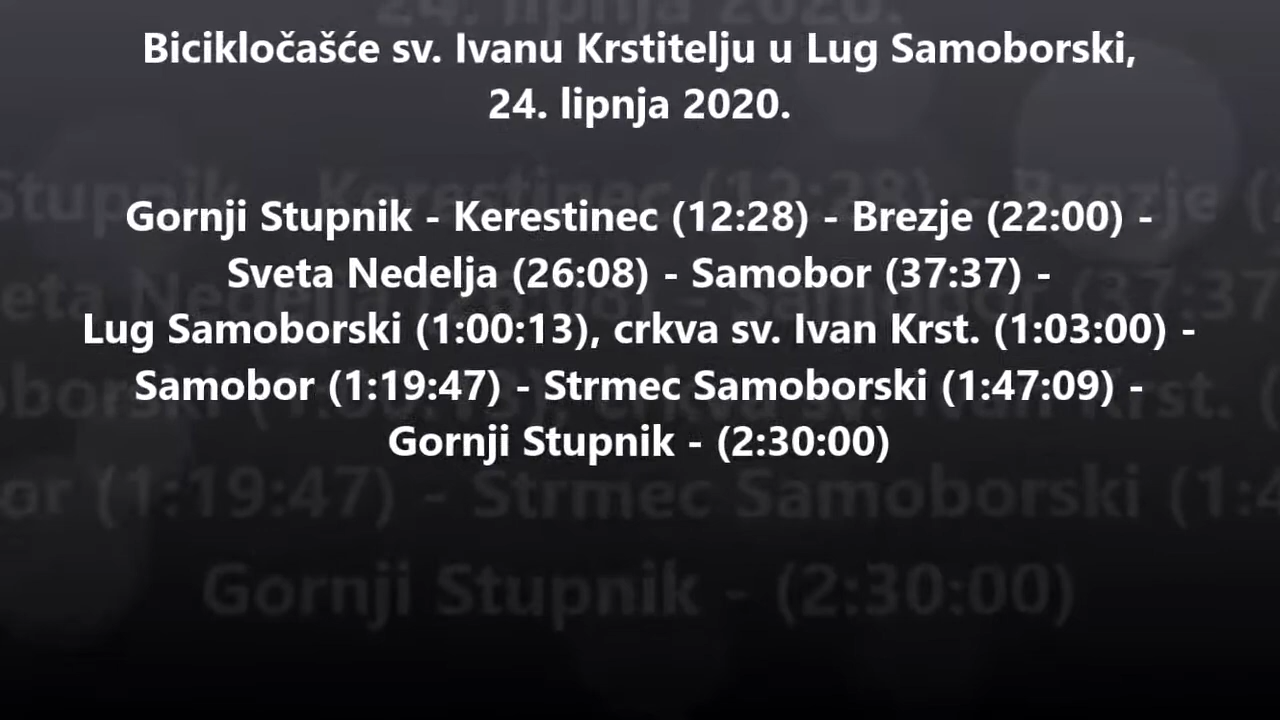 Bicikločašće sv. Ivanu Krstitelju u Lug Samoborski,
24. lipnja 2020.
Gornji Stupnik - Kerestinec (12:28) - Brezje (22:00) -
Sveta Nedelja (26:08) - Samobor (37:37) -
Lug Samoborski (1:00:13), crkva sv. Ivan Krst. (1:03:00) -
Samobor (1:19:47) - Strmec Samoborski (1:47:09) -
Gornji Stupnik - (2:30:00)